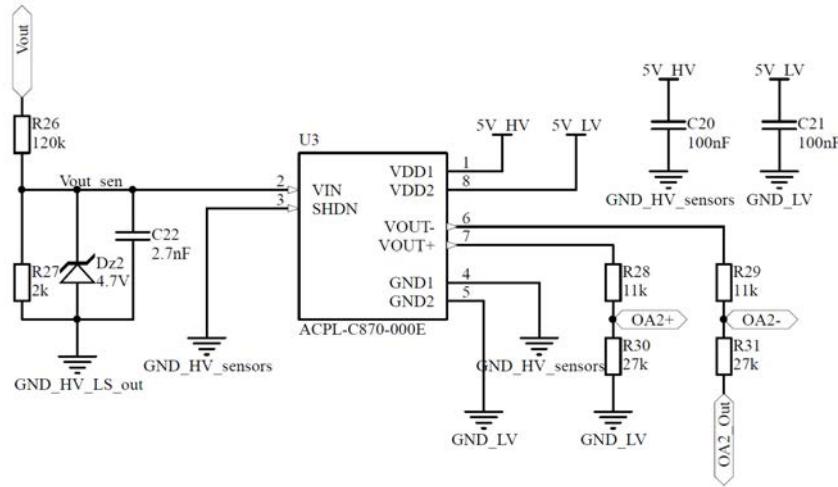 Vout
R26
120k
Vout_sen
R27
2k
Dz2
4.7V
C22
2.7nF
GND_HV_LS_out
GND_HV_sensors
U3
2
3
VIN
SHDN
VDD1
VDD2
VOUT-
VOUT+
GND1
GND2
1
8
6
7
4
5
ACPL-C870-000E
5V_HV
5V_LV
GND_HV_sensors
GND_LV
R28
11k
OA2+
R30
27k
GND_LV
R29
11k
OA2-
R31
27k
OA2_Out
5V_HV
C20
100nF
GND_HV_sensors
5V_LV
C21
100nF
GND_LV